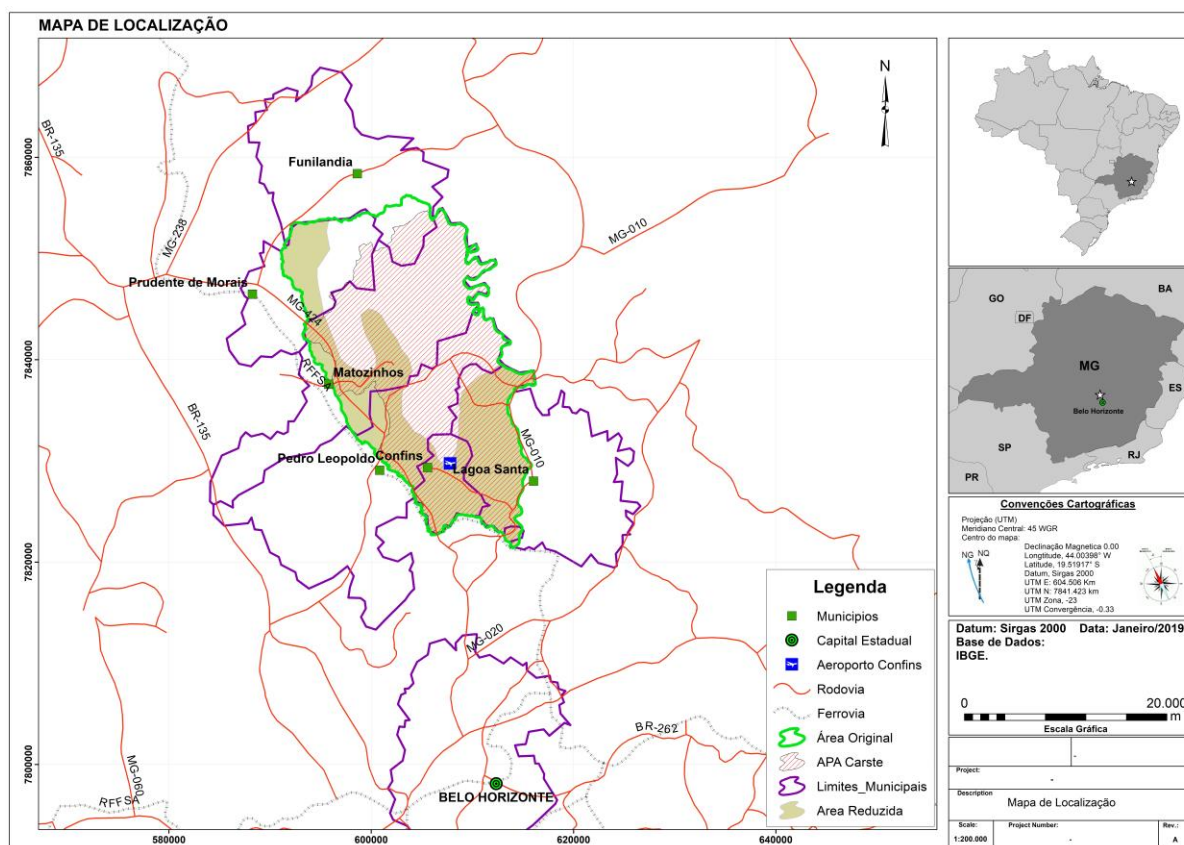 MAPA DE LOCALIZAÇÃO
N
BR-135
7860000
Funilandia
MG-238
MG-010
Prudente de Morais
MG-424
7840000
RFFSA
Matozinhos
BR-135
Pedro Leopoldo
Confins
Lagoa Santa
MG-010
7820000
MG-020
7800000
MG-060
RFFSA
BELO HORIZONTE
BR-262
580000
600000
620000
640000
Legenda
Municipios
Capital Estadual
Aeroporto Confins
Rodovia
Ferrovia
Área Original
APA Carste
Limites_Municipais
Area Reduzida
GO
DF
BA
MG
ES
Belo Horizonte
SP
RJ
PR
Convenções Cartográficas
Projeção (UTM)
Meridiano Central: 45 WGR
Centro do mapa:
NG NQ
Declinação Magnetica 0.00
Longtitude, 44.00398° W
Latitude, 19.51917° S
Datum, Sirgas 2000
UTM E: 604.506 Km
UTM N: 7841.423 km
UTM Zona, -23
UTM Convergência, -0.33
Datum: Sirgas 2000 Data: Janeiro/2019
Base de Dados:
IBGE.
0 20.000
m
Escala Gráfica
-
Project:
-
Description
Mapa de Localização
Scale: Project Number: Rev.:
1:200.000 - A